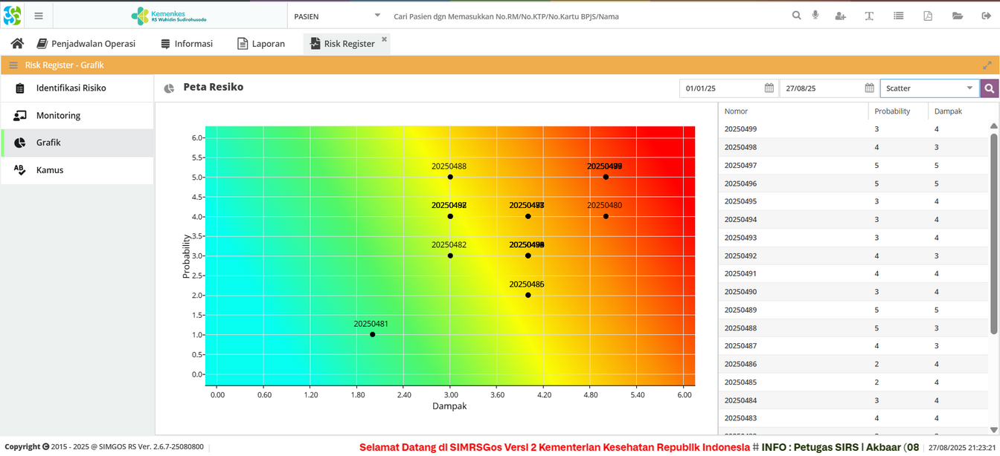 Kemenkes
RS Wahidin Sudirohusodo
PASIEN
Cari Pasien dgn Memasukkan No.RM/No.KTP/No.Kartu BPJS/Nama
Penjadwalan Operasi
Informasi
Laporan
Risk Register
Risk Register - Grafik
Identifikasi Risiko
Monitoring
Grafik
Kamus
Peta Resiko
01/01/25
27/08/25
Scatter
6.0
5.5
5.0
4.5
4.0
3.5
3.0
2.5
2.0
1.5
1.0
0.5
0.0
Probability
20250488
20250480
20250482
20250481
0.00 0.60 1.20 1.80 2.40 3.00 3.60 4.20 4.80 5.40 6.00
Dampak
Nomor Probability Dampak
20250499 3 4
20250498 4 3
20250497 5 5
20250496 5 5
20250495 3 4
20250494 3 4
20250493 3 4
20250492 4 3
20250491 4 4
20250490 3 4
20250489 5 5
20250488 5 3
20250487 4 3
20250486 2 4
20250485 2 4
20250484 3 4
20250483 4 4
Copyright © 2015 - 2025 @ SIMGOS RS Ver. 2.6.7-25080800
Selamat Datang di SIMRSGos Versi 2 Kementerian Kesehatan Republik Indonesia # INFO : Petugas SIRS | Akbaar (08
27/08/2025 21:23:21